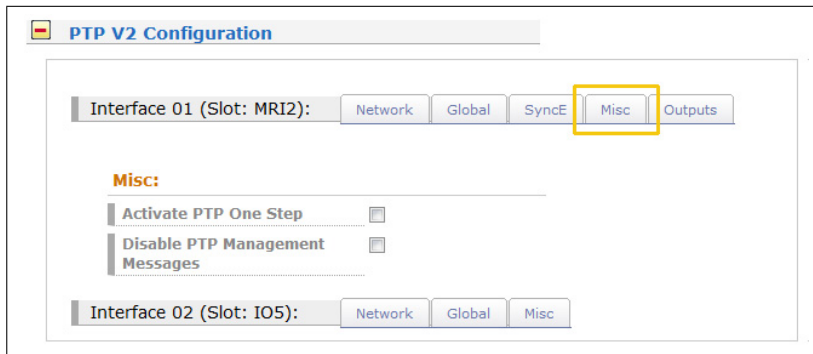 PTP V2 Configuration
Interface 01 (Slot: MRI2): Network Global SyncE Misc Outputs
Misc:
Activate PTP One Step
Disable PTP Management
Messages
Interface 02 (Slot: IO5): Network Global Misc